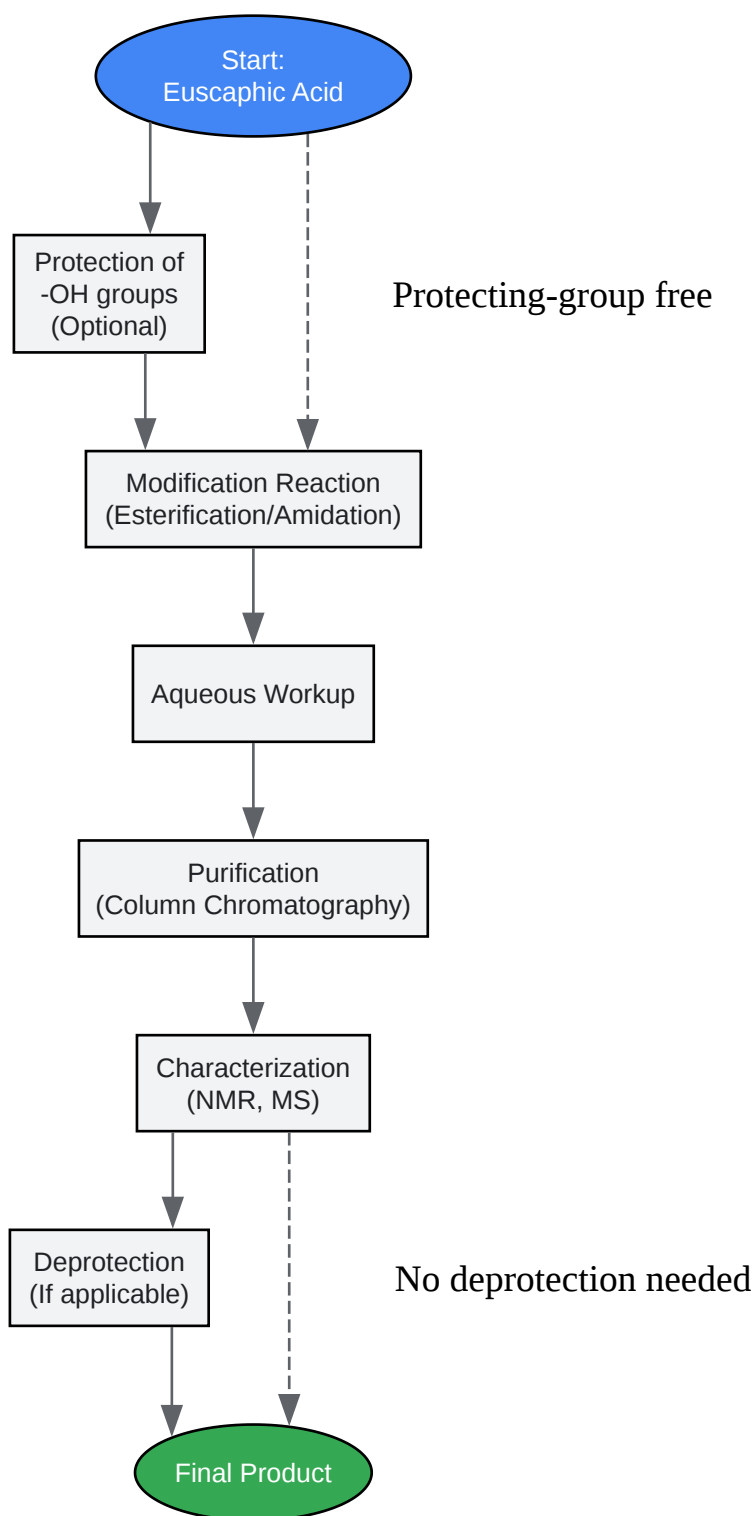 Start:
Euscaphic Acid
Protection of
-OH groups
(Optional)
Protecting-group free
Modification Reaction
(Esterification/Amidation)
Aqueous Workup
Purification
(Column Chromatography)
Characterization
(NMR, MS)
Deprotection
(If applicable)
No deprotection needed
Final Product